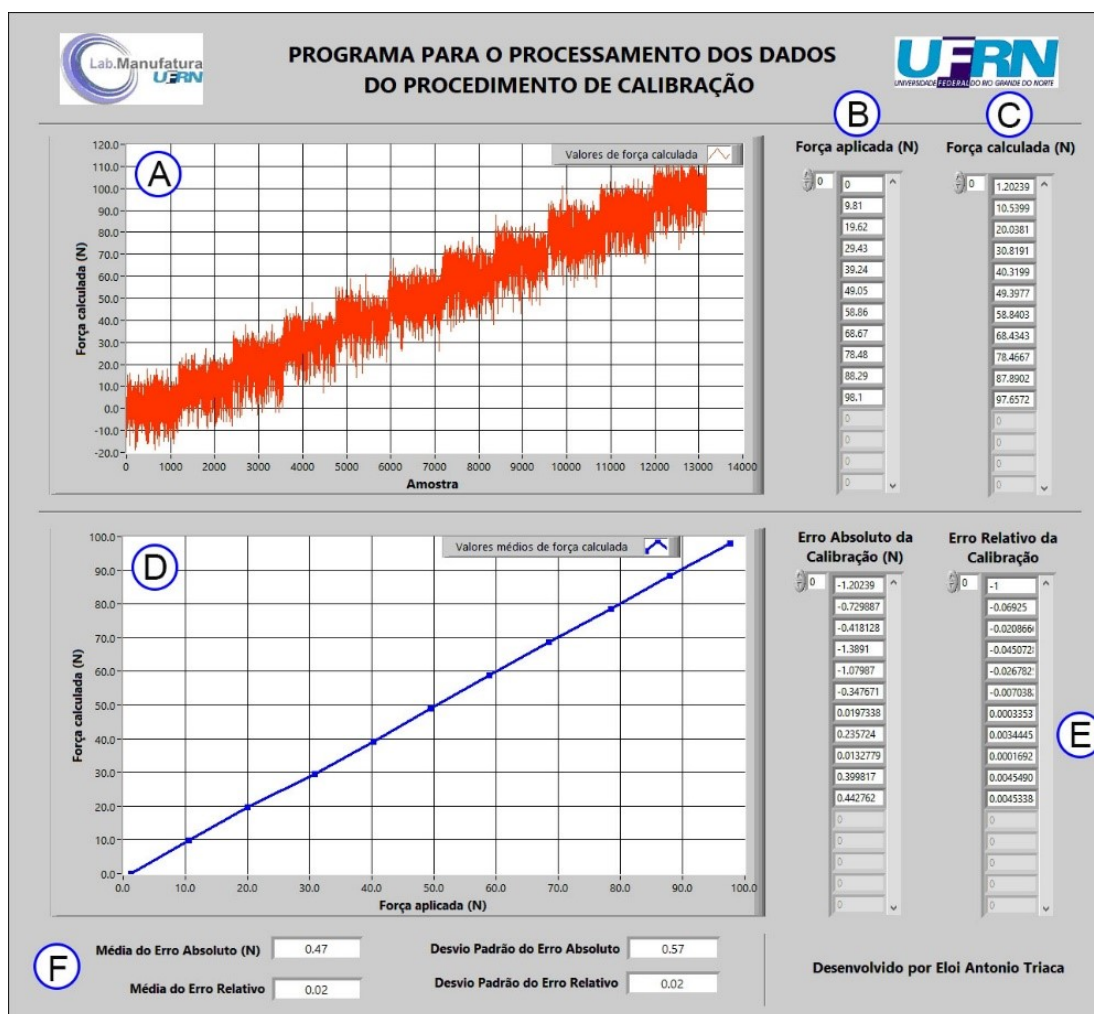 Lab.Manufatura
UFRN
PROGRAMA PARA O PROCESSAMENTO DOS DADOS
DO PROCEDIMENTO DE CALIBRAÇÃO
UFRN
UNIVERSIDADE FEDERAL DO RIO GRANDE DO NORTE
A
Valores de força calculada
Força calculada (N)
120.0
110.0
100.0
90.0
80.0
70.0
60.0
50.0
40.0
30.0
20.0
10.0
0.0
-10.0
-20.0
0 1000 2000 3000 4000 5000 6000 7000 8000 9000 10000 11000 12000 13000 14000
Amostra
B
Força aplicada (N)
0
0
9.81
19.62
29.43
39.24
49.05
58.86
68.67
78.48
88.29
98.1
0
0
0
0
C
Força calculada (N)
0
1.20239
10.5399
20.0381
30.8191
40.3199
49.3977
58.8403
68.4343
78.4667
87.8902
97.6572
0
0
0
0
D
Valores médios de força calculada
Força calculada (N)
100.0
90.0
80.0
70.0
60.0
50.0
40.0
30.0
20.0
10.0
0.0
0.0 10.0 20.0 30.0 40.0 50.0 60.0 70.0 80.0 90.0 100.0
Força aplicada (N)
Erro Absoluto da
Calibração (N)
0
-1.20239
-0.729887
-0.418128
-1.3891
-1.07987
-0.347671
0.0197338
0.235724
0.0132779
0.399817
0.442762
0
0
0
0
0
Erro Relativo da
Calibração
0
-1
-0.06925
-0.020866
-0.045072
-0.026782
-0.007038
0.0003353
0.0034445
0.0001692
0.0045490
0.004533
0
0
0
0
0
E
F
Média do Erro Absoluto (N) 0.47
Desvio Padrão do Erro Absoluto 0.57
Média do Erro Relativo 0.02
Desvio Padrão do Erro Relativo 0.02
Desenvolvido por Eloi Antonio Triaca